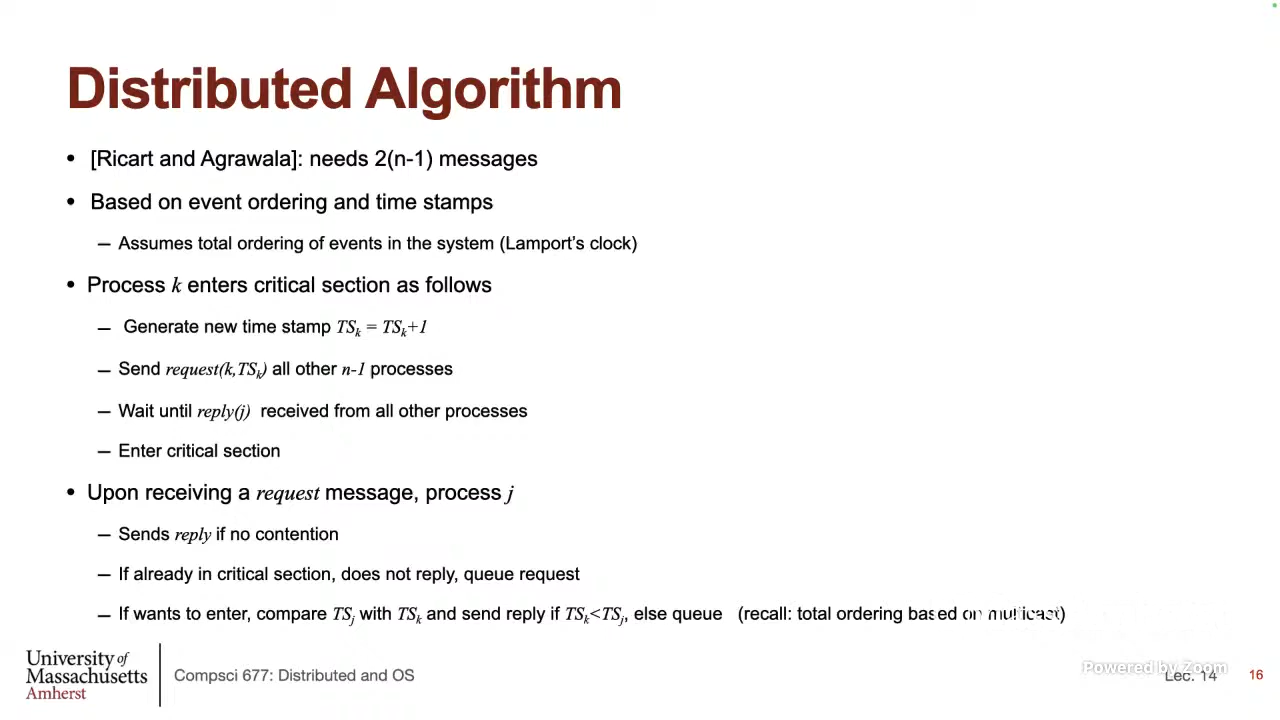 Distributed Algorithm
• [Ricart and Agrawala]: needs 2(n-1) messages
• Based on event ordering and time stamps
– Assumes total ordering of events in the system (Lamport's clock)
• Process k enters critical section as follows
– Generate new time stamp TSk = TSk+1
– Send request(k,TSk) all other n-1 processes
– Wait until reply(j) received from all other processes
– Enter critical section
• Upon receiving a request message, process j
– Sends reply if no contention
– If already in critical section, does not reply, queue request
– If wants to enter, compare TSj with TSk and send reply if TSk<TSj, else queue (recall: total ordering based on multicast)
University of
Massachusetts
Amherst
Compsci 677: Distributed and OS
Powered by Zoom
Lec. 14
16